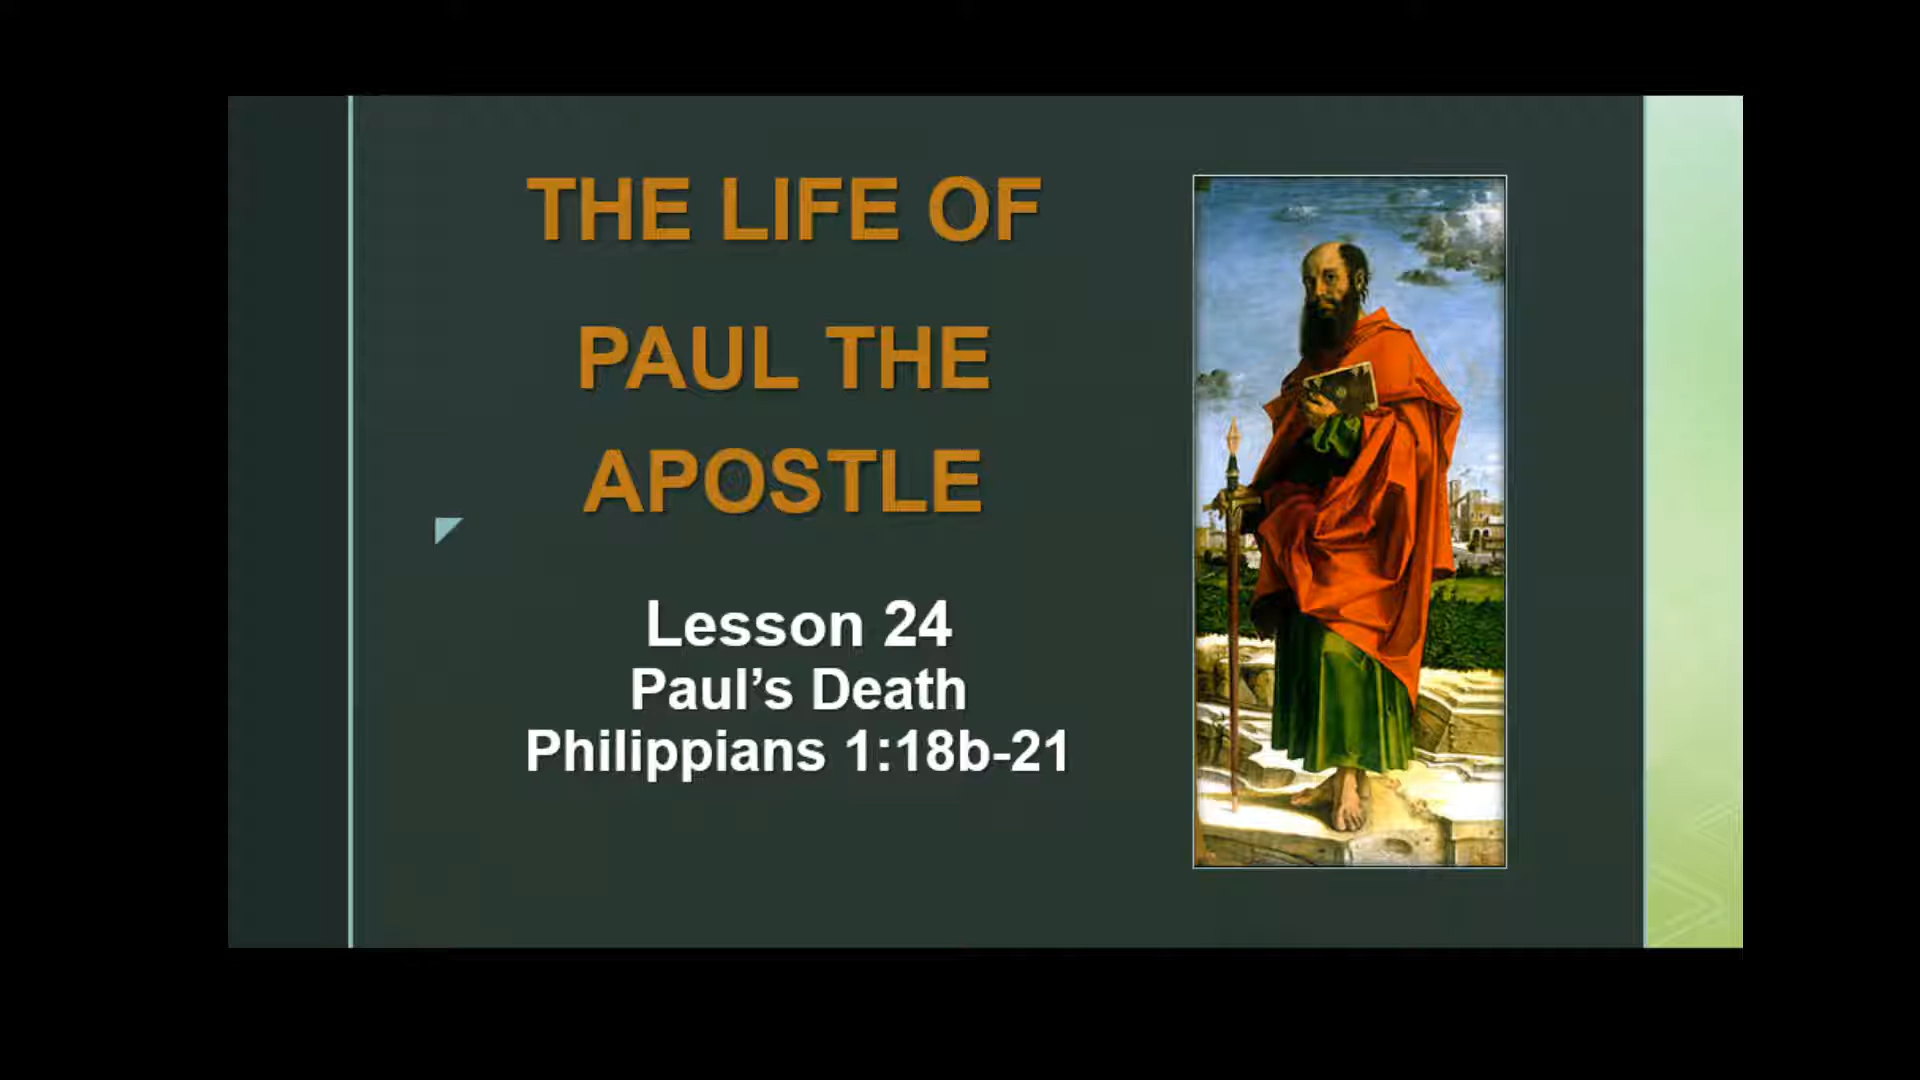 THE LIFE OF
PAUL THE
APOSTLE
Lesson 24
Paul’s Death
Philippians 1:18b-21